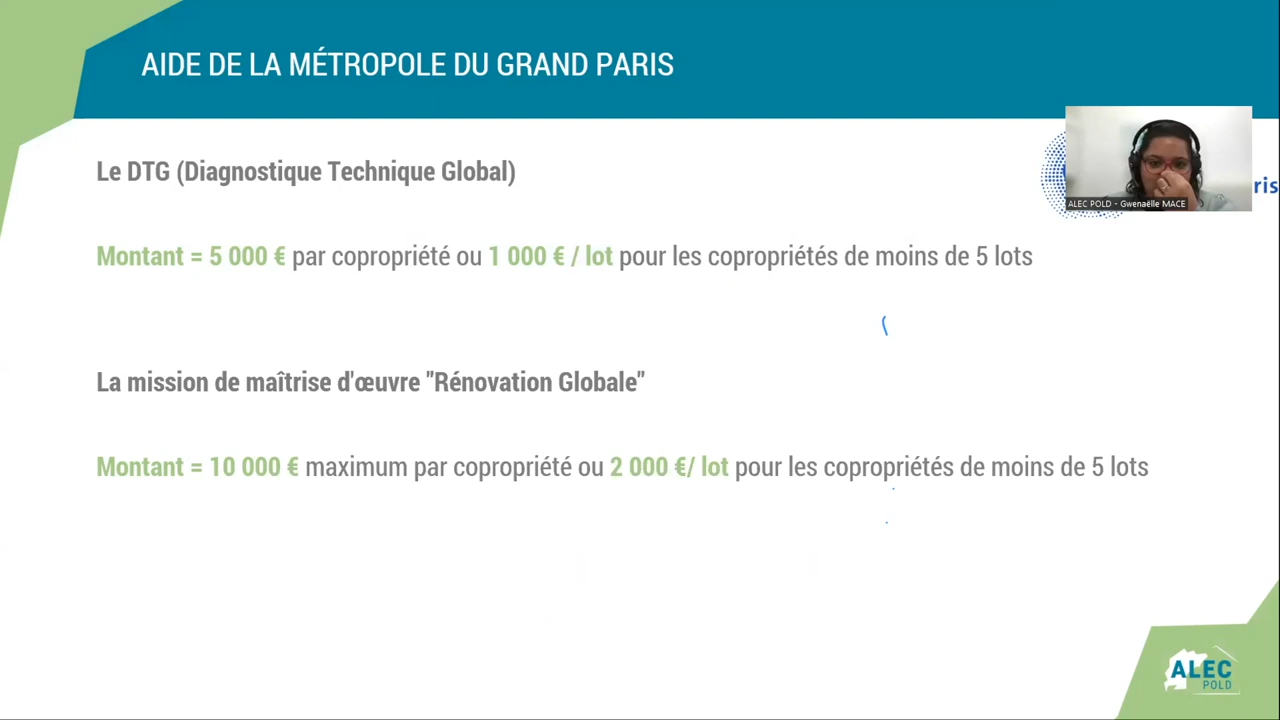 AIDE DE LA MÉTROPOLE DU GRAND PARIS
Le DTG (Diagnostique Technique Global)
ris
ALEC POLD - Gwenaëlle MACE
Montant = 5 000 € par copropriété ou 1 000 € / lot pour les copropriétés de moins de 5 lots
La mission de maîtrise d'œuvre "Rénovation Globale"
Montant = 10 000 € maximum par copropriété ou 2 000 €/ lot pour les copropriétés de moins de 5 lots
ALEC
POLD